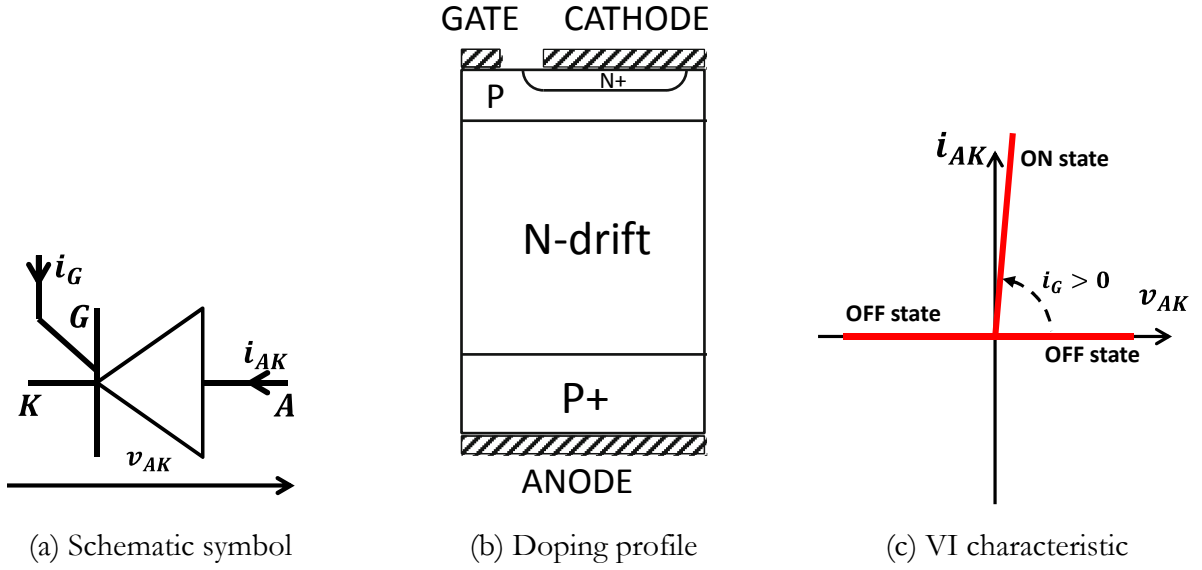 GATE CATHODE
P
N+
N-drift
P+
ANODE
i_G
G
i_AK
K
A
v_AK
i_AK
ON state
i_G > 0
v_AK
OFF state
OFF state
(a) Schematic symbol
(b) Doping profile
(c) VI characteristic